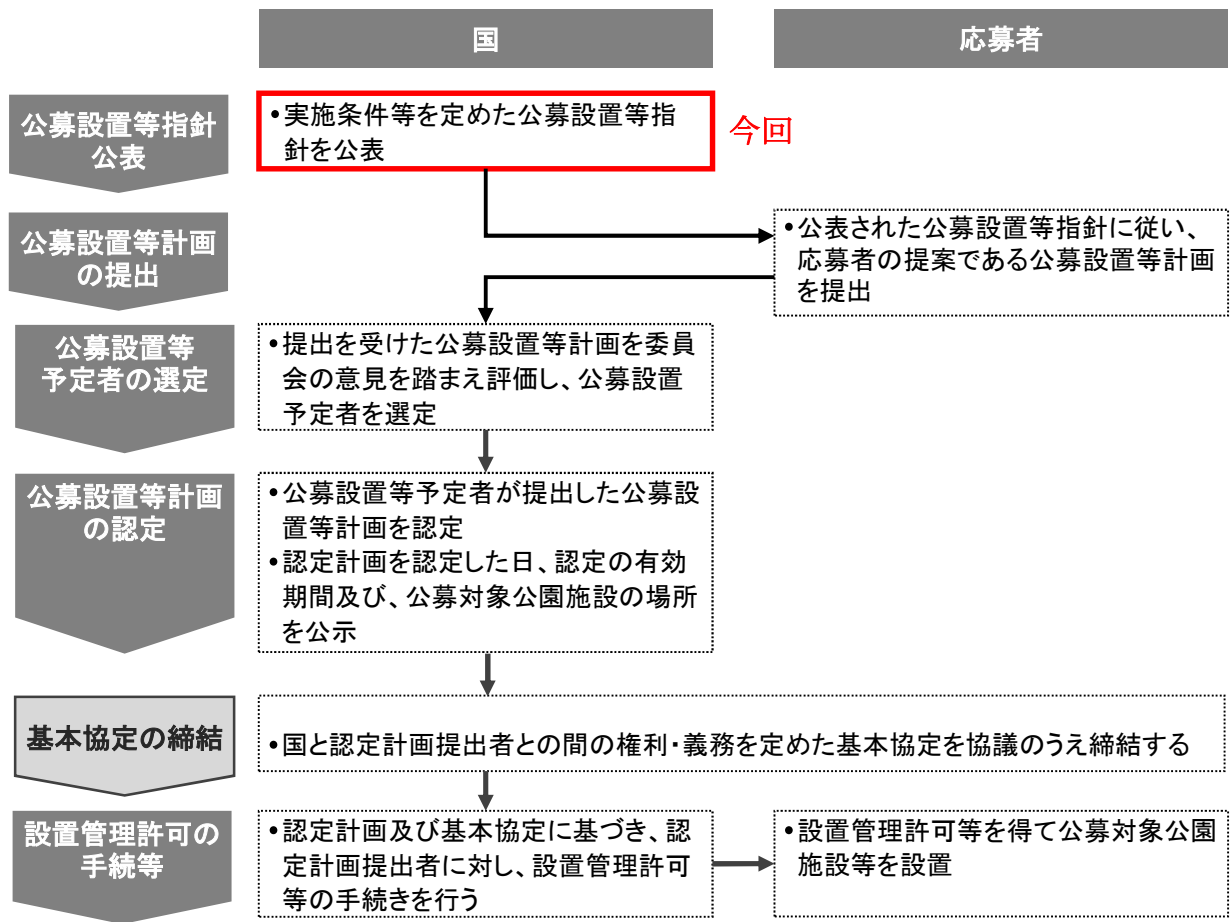 国
応募者
公募設置等指針
公表
•実施条件等を定めた公募設置等指
針を公表
今回
公募設置等計画
の提出
•公表された公募設置等指針に従い、
応募者の提案である公募設置等計画
を提出
公募設置等
予定者の選定
•提出を受けた公募設置等計画を委員
会の意見を踏まえ評価し、公募設置
予定者を選定
公募設置等計画
の認定
•公募設置等予定者が提出した公募設
置等計画を認定
•認定計画を認定した日、認定の有効
期間及び、公募対象公園施設の場所
を公示
基本協定の締結
•国と認定計画提出者との間の権利・義務を定めた基本協定を協議のうえ締結する
設置管理許可の
手続等
•認定計画及び基本協定に基づき、認
定計画提出者に対し、設置管理許可
等の手続きを行う
•設置管理許可等を得て公募対象公園
施設等を設置